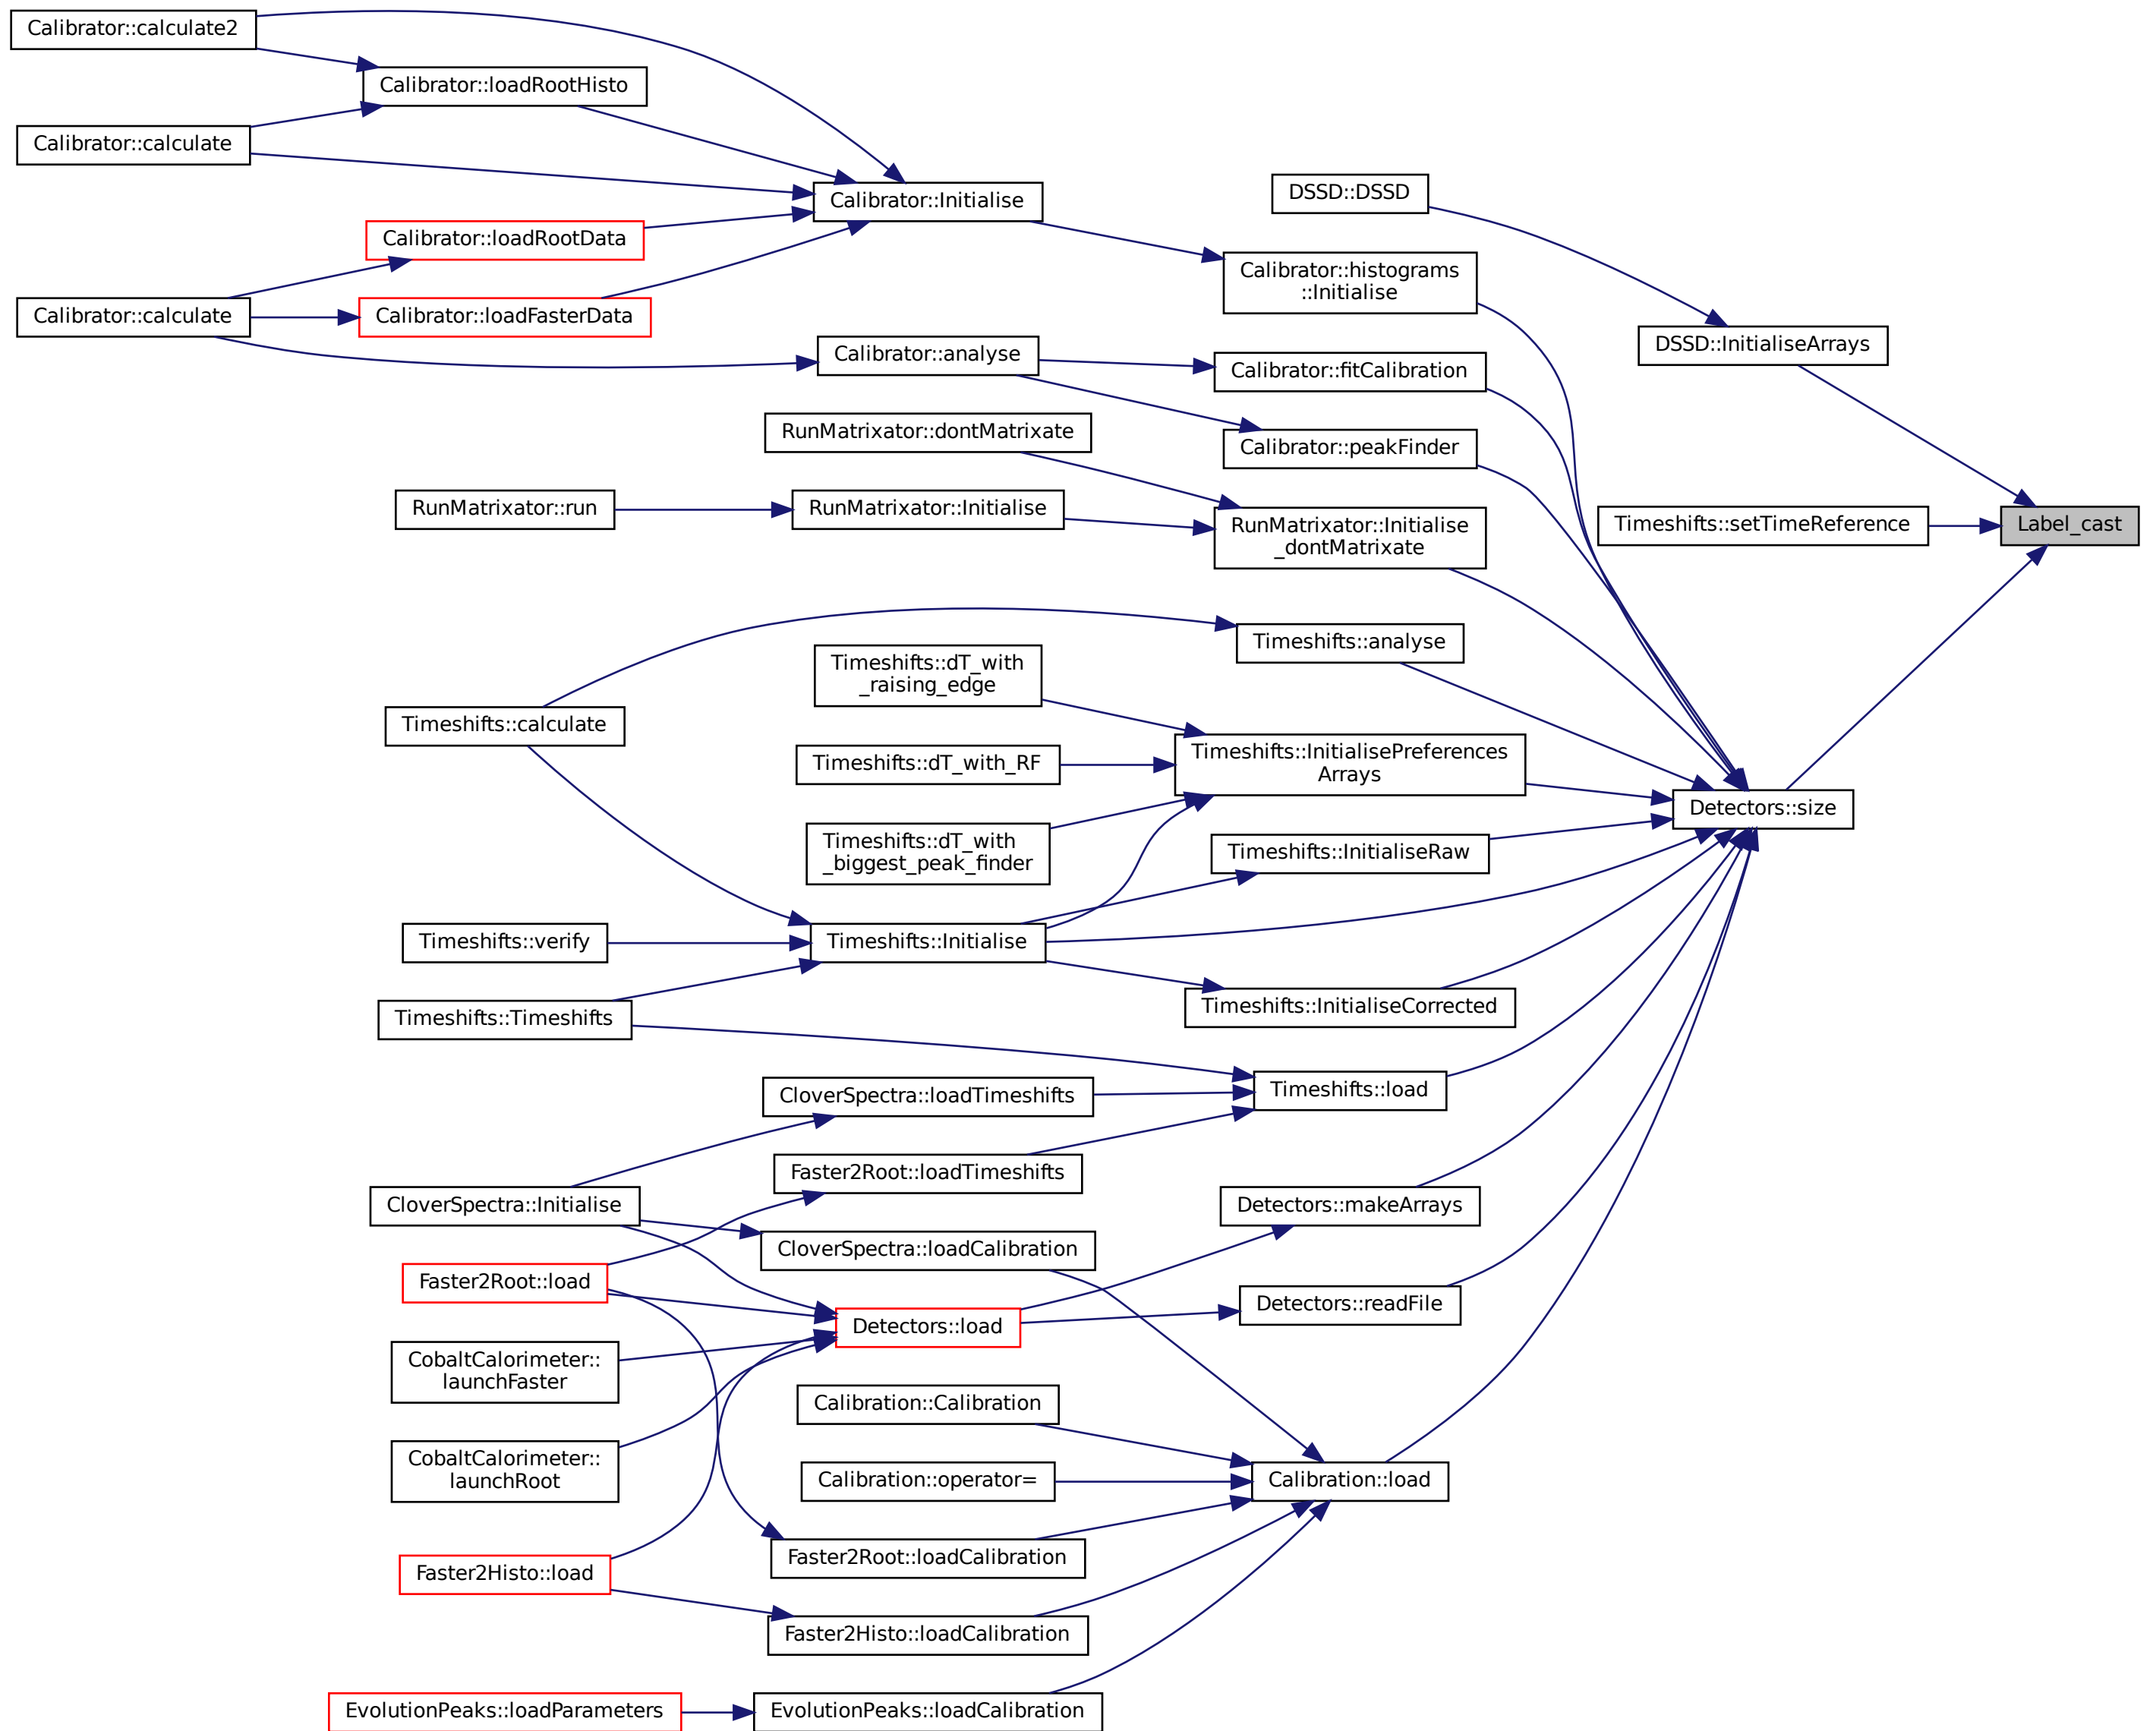 Calibrator::calculate2
Calibrator::loadRootHisto
Calibrator::calculate
Calibrator::Initialise
DSSD::DSSD
Calibrator::loadRootData
Calibrator::histograms
::Initialise
Calibrator::calculate
Calibrator::loadFasterData
DSSD::InitialiseArrays
Calibrator::analyse
Calibrator::fitCalibration
RunMatrixator::dontMatrixate
Calibrator::peakFinder
RunMatrixator::run
RunMatrixator::Initialise
RunMatrixator::Initialise
_dontMatrixate
Timeshifts::setTimeReference
Label_cast
Timeshifts::analyse
Timeshifts::dT_with
_raising_edge
Timeshifts::calculate
Timeshifts::dT_with_RF
Timeshifts::InitialisePreferences
Arrays
Detectors::size
Timeshifts::dT_with
_biggest_peak_finder
Timeshifts::InitialiseRaw
Timeshifts::verify
Timeshifts::Initialise
Timeshifts::Timeshifts
Timeshifts::InitialiseCorrected
CloverSpectra::loadTimeshifts
Timeshifts::load
Faster2Root::loadTimeshifts
CloverSpectra::Initialise
Detectors::makeArrays
CloverSpectra::loadCalibration
Faster2Root::load
Detectors::load
Detectors::readFile
CobaltCalorimeter::
launchFaster
Calibration::Calibration
CobaltCalorimeter::
launchRoot
Calibration::operator=
Calibration::load
Faster2Root::loadCalibration
Faster2Histo::load
Faster2Histo::loadCalibration
EvolutionPeaks::loadParameters
EvolutionPeaks::loadCalibration